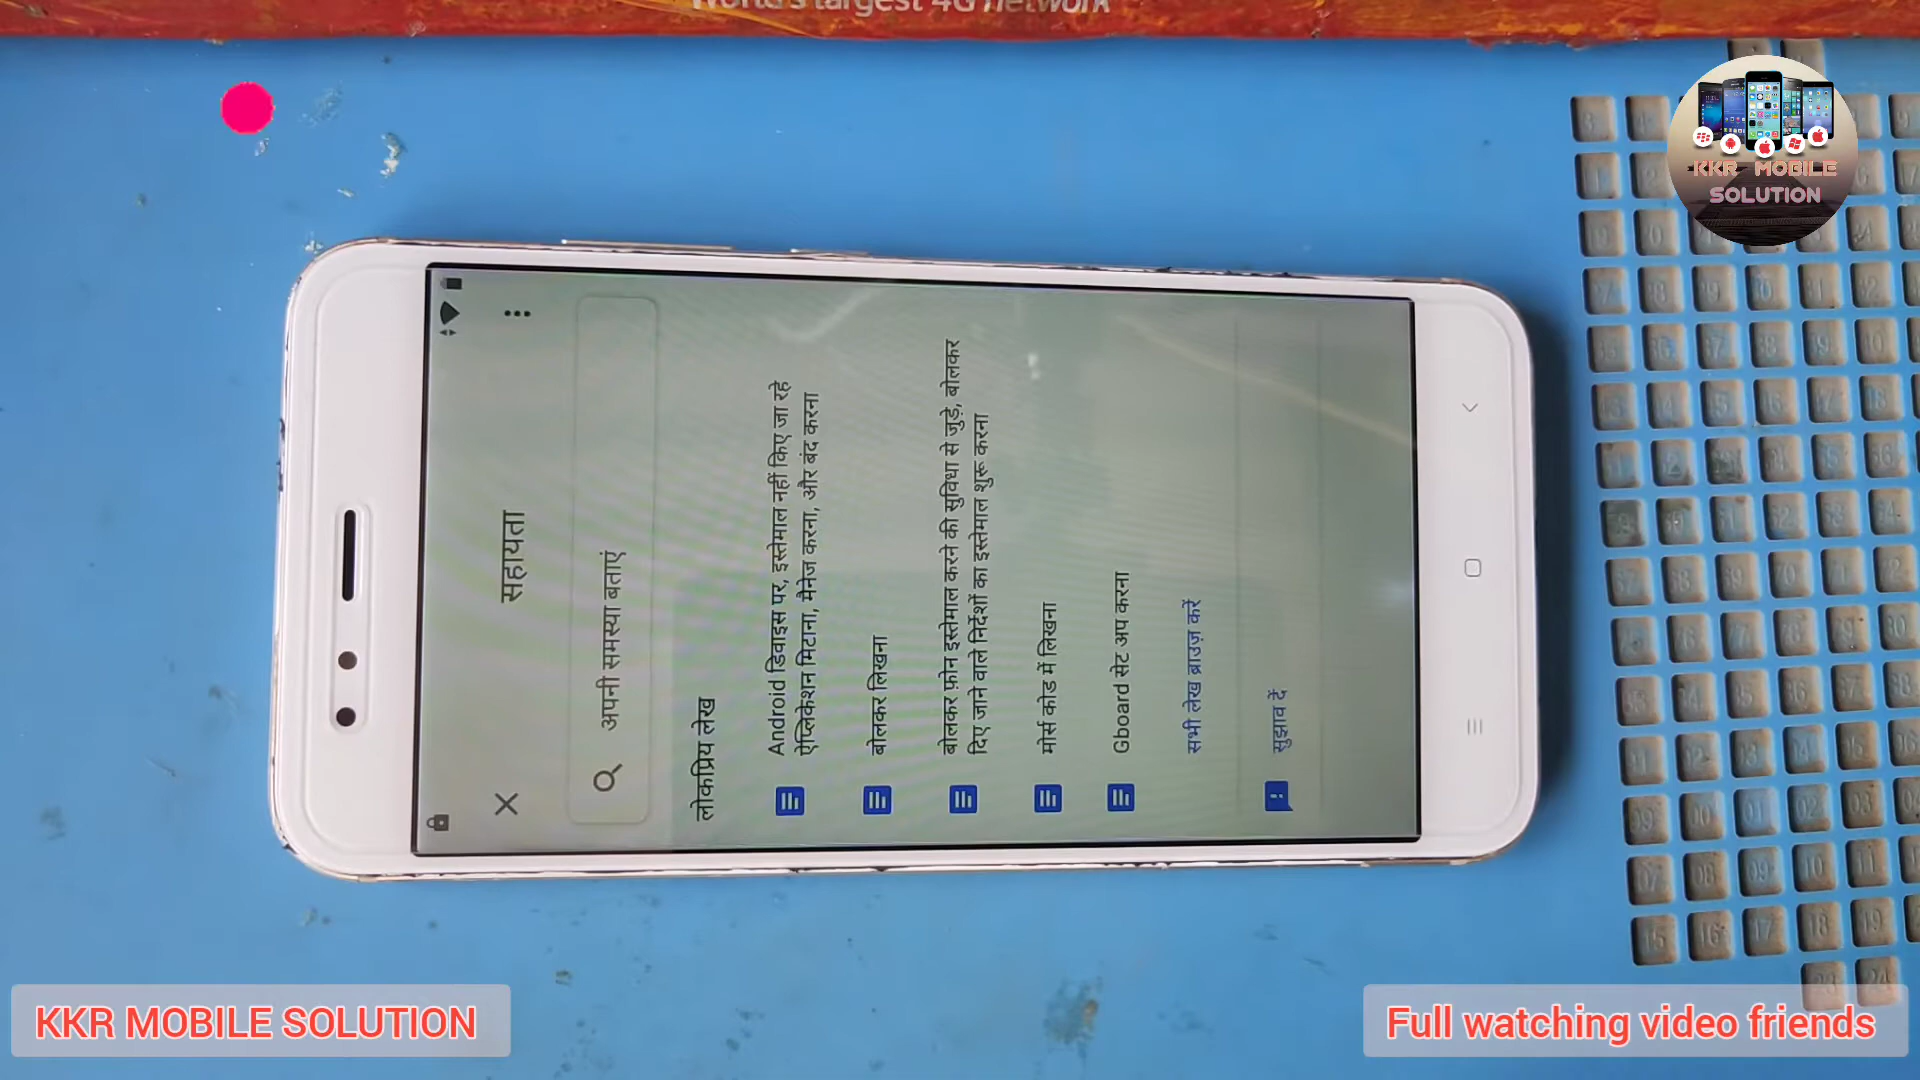 World's largest 4G network
KKR MOBILE
SOLUTION
सहायता
अपनी समस्या बताएं
लोकप्रिय लेख
Android डिवाइस पर, इस्तेमाल नहीं किए जा रहे
ऐप्लिकेशन मिटाना, मैनेज करना, और बंद करना
बोलकर लिखना
बोलकर फ़ोन इस्तेमाल करने की सुविधा से जुड़े, बोलकर
दिए जाने वाले निर्देशों का इस्तेमाल शुरू करना
मोर्स कोड में लिखना
Gboard सेट अप करना
सभी लेख ब्राउज़ करें
सुझाव दें
KKR MOBILE SOLUTION
Full watching video friends